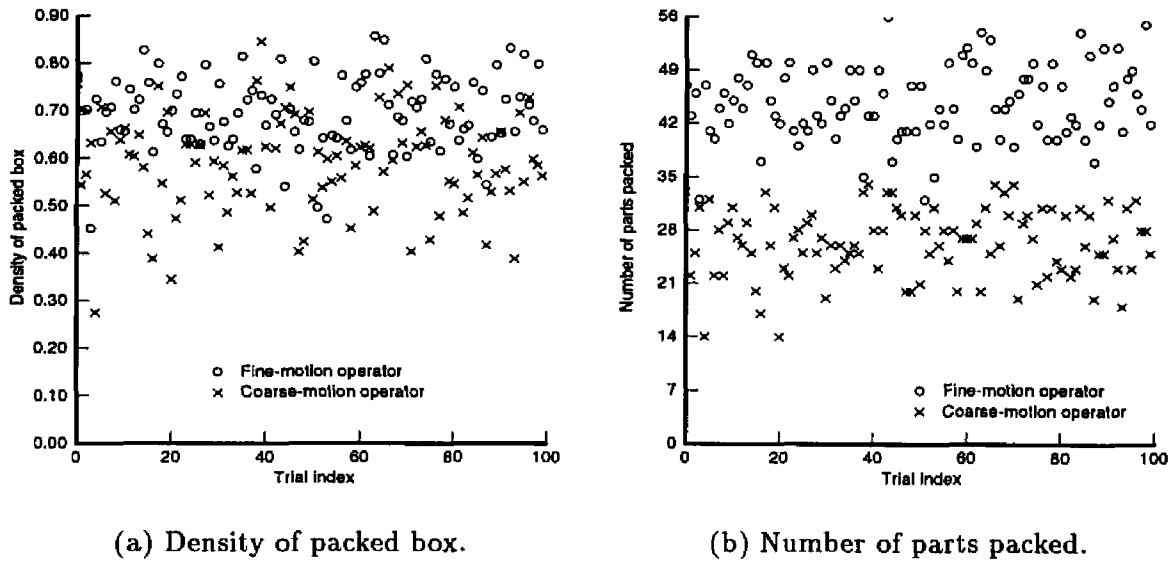 0.90
0.80
0.70
0.60
0.50
0.40
0.30
0.20
0.10
0.00
Density of packed box
Fine-motion operator
Coarse-motion operator
0 20 40 60 80 100
Trial Index
(a) Density of packed box.
56
49
42
35
28
21
14
7
0
Number of parts packed
Fine-motion operator
Coarse-motion operator
0 20 40 60 80 100
Trial Index
(b) Number of parts packed.